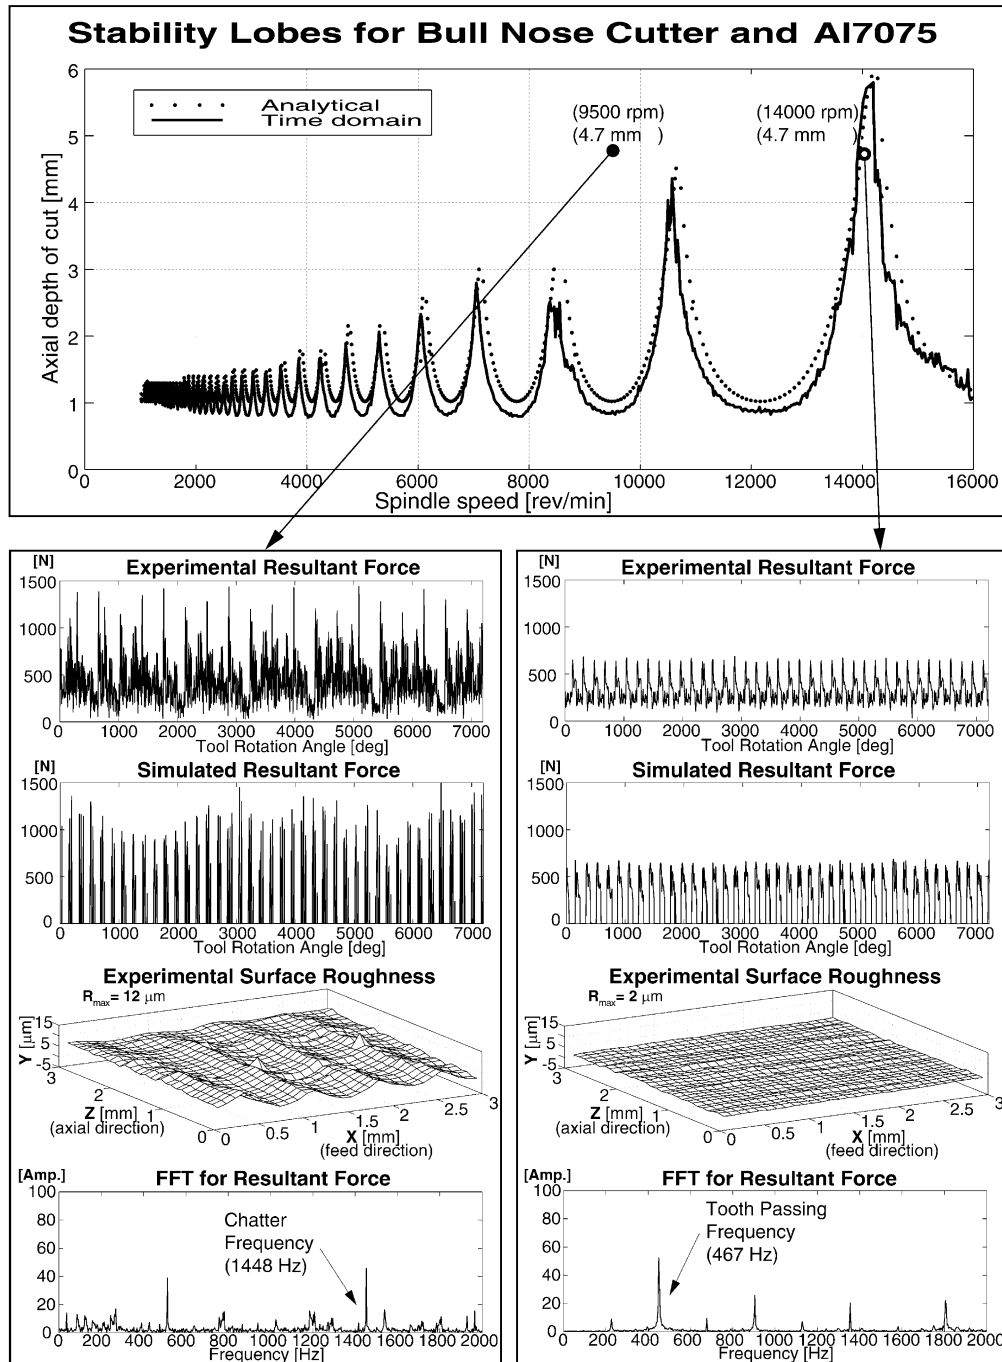 Stability Lobes for Bull Nose Cutter and Al7075
6
5
4
3
2
1
0
Axial depth of cut [mm]
Analytical
Time domain
(9500 rpm)
(4.7 mm )
(14000 rpm)
(4.7 mm )
2000 4000 6000 8000 10000 12000 14000 16000
Spindle speed [rev/min]
[N] Experimental Resultant Force
1500
1000
500
0
0 1000 2000 3000 4000 5000 6000 7000
Tool Rotation Angle [deg]
[N] Simulated Resultant Force
1500
1000
500
0
0 1000 2000 3000 4000 5000 6000 7000
Tool Rotation Angle [deg]
Experimental Surface Roughness
Rmax= 12 μm
Y [μm]
15
5
-5
3
2
1
0
Z [mm]
(axial direction)
0 0.5 1 1.5 2 2.5 3
X [mm]
(feed direction)
[Amp.] FFT for Resultant Force
100
80
60
40
20
0
Chatter
Frequency
(1448 Hz)
0 200 400 600 800 1000 1200 1400 1600 1800 2000
Frequency [Hz]
[N] Experimental Resultant Force
1500
1000
500
0
0 1000 2000 3000 4000 5000 6000 7000
Tool Rotation Angle [deg]
[N] Simulated Resultant Force
1500
1000
500
0
0 1000 2000 3000 4000 5000 6000 7000
Tool Rotation Angle [deg]
Experimental Surface Roughness
Rmax= 2 μm
Y [μm]
15
5
-5
3
2
1
0
Z [mm]
(axial direction)
0 0.5 1 1.5 2 2.5 3
X [mm]
(feed direction)
[Amp.] FFT for Resultant Force
100
80
60
40
20
0
Tooth Passing
Frequency
(467 Hz)
0 200 400 600 800 1000 1200 1400 1600 1800 2000
Frequency [Hz]